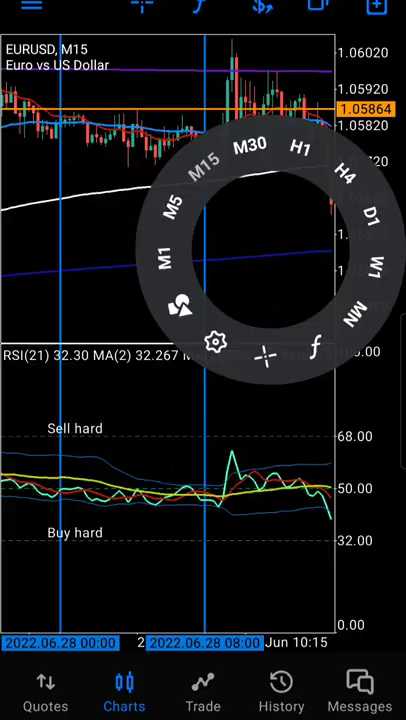 EURUSD, M15
Euro vs US Dollar
1.06020
1.05920
1.05864
1.05820
M1
M5
M15
M30
H1
H4
D1
W1
MN
RSI(21) 32.30 MA(2) 32.267
Sell hard
68.00
50.00
Buy hard
32.00
0.00
2022.06.28 00:00
2
2022.06.28 08:00
Jun 10:15
Quotes
Charts
Trade
History
Messages